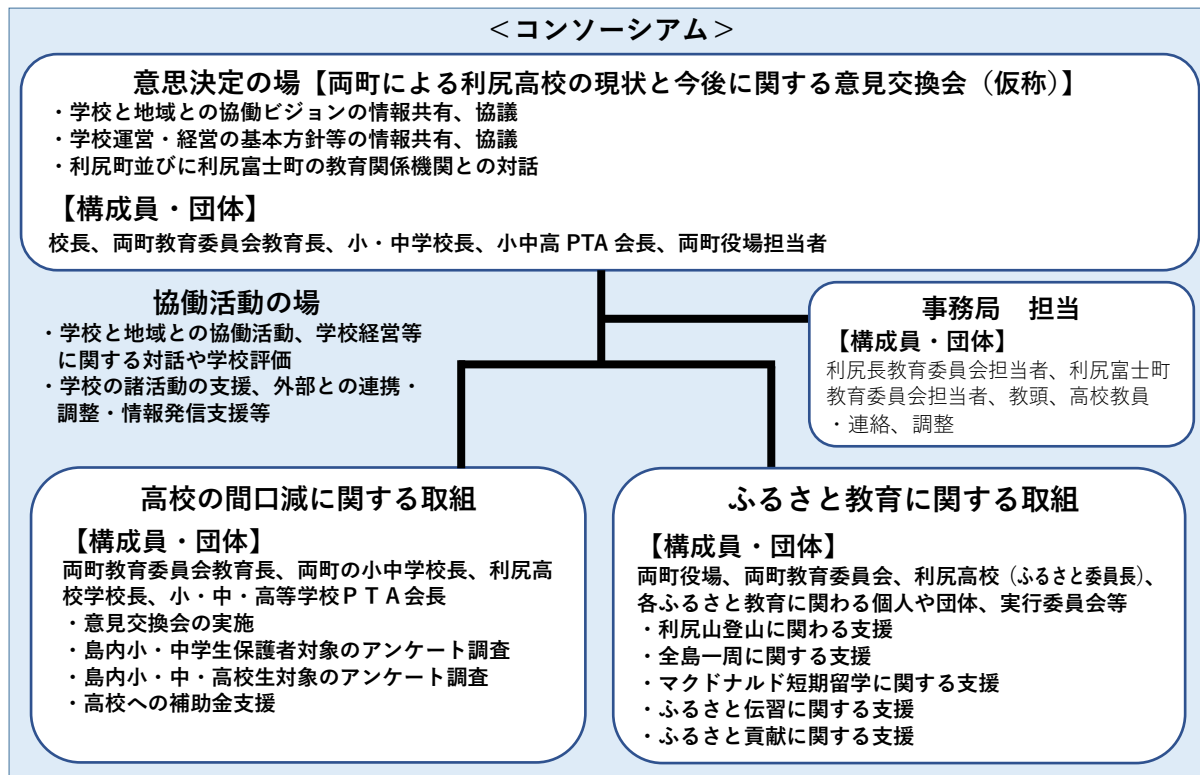 ＜コンソーシアム＞
意思決定の場【両町による利尻高校の現状と今後に関する意見交換会（仮称）】
・学校と地域との協働ビジョンの情報共有、協議
・学校運営・経営の基本方針等の情報共有、協議
・利尻町並びに利尻富士町の教育関係機関との対話
【構成員・団体】
校長、両町教育委員会教育長、小・中学校長、小中高 PTA 会長、両町役場担当者
協働活動の場
・学校と地域との協働活動、学校経営等
に関する対話や学校評価
・学校の諸活動の支援、外部との連携・
調整・情報発信支援等
事務局　担当
【構成員・団体】
利尻長教育委員会担当者、利尻富士町
教育委員会担当者、教頭、高校教員
・連絡、調整
高校の間口減に関する取組
【構成員・団体】
両町教育委員会教育長、両町の小中学校長、利尻高
校学校長、小・中・高等学校ＰＴＡ会長
・意見交換会の実施
・島内小・中学生保護者対象のアンケート調査
・島内小・中・高校生対象のアンケート調査
・高校への補助金支援
ふるさと教育に関する取組
【構成員・団体】
両町役場、両町教育委員会、利尻高校（ふるさと委員長）、
各ふるさと教育に関わる個人や団体、実行委員会等
・利尻山登山に関わる支援
・全島一周に関する支援
・マクドナルド短期留学に関する支援
・ふるさと伝習に関する支援
・ふるさと貢献に関する支援